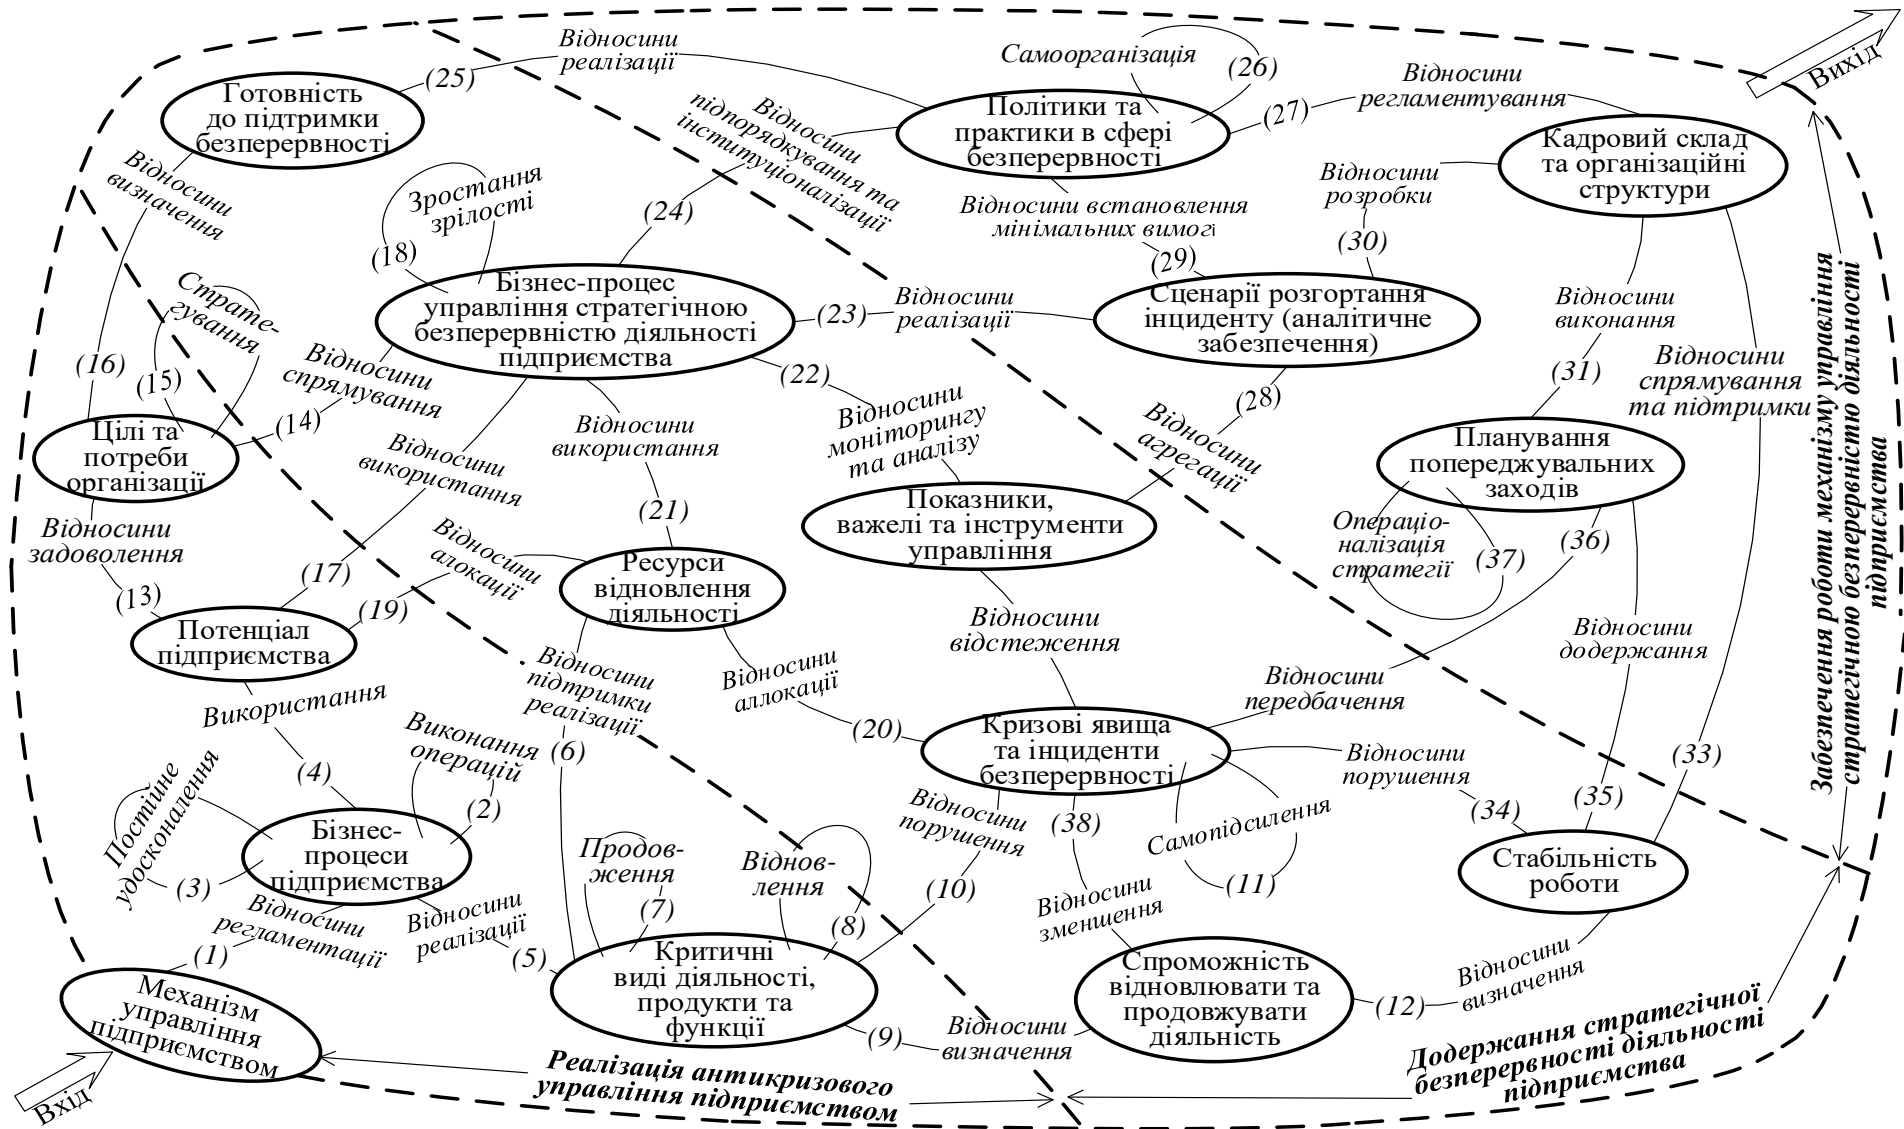 Вихід
Відносини
реалізації
(25)
Самоорганізація
(26)
Відносини
регламентування
(27)
Готовність
до підтримки
безперервності
Відносини
підпорядкування та
інституціоналізації
(24)
Політики та
практики в сфері
безперервності
Кадровий склад
та організаційні
структури
Відносини
визначення
(16)
Зростання
зрілості
(18)
Відносини встановлення
мінімальних вимог
(29)
Відносини
розробки
(30)
Страте-
гування
(15)
Бізнес-процес
управління стратегічною
безперервністю діяльності
підприємства
(23)
Відносини
реалізації
Сценарії розгортання
інциденту (аналітичне
забезпечення)
Відносини
виконання
(31)
Відносини
спрямування
та підтримки
(33)
Відносини
спрямування
(14)
(22)
Відносини
моніторингу
та аналізу
(28)
Відносини
агрегації
Цілі та
потреби
організації
Відносини
використання
(17)
Відносини
використання
(21)
Планування
попереджувальних
заходів
Показники,
важелі та інструменти
управління
Операціо-
налізація
стратегії
(37)
(36)
Відносини
задоволення
(13)
Відносини
алокації
(19)
Ресурси
відновлення
діяльності
Потенціал
підприємства
Відносини
відстеження
Відносини
додержання
(35)
Відносини
підтримки
реалізації
(6)
Відносини
аллокації
(20)
Відносини
передбачення
Використання
(4)
Виконання
операцій
(2)
Кризові явища
та інциденти
безперервності
Відносини
порушення
(34)
Постійне
удосконалення
(3)
Бізнес-
процеси
підприємства
Відносини
порушення
(10)
(38)
Самопідсилення
(11)
Продов-
ження
(7)
Віднов-
лення
(8)
Стабільність
роботи
Відносини
регламентації
(1)
Відносини
реалізації
(5)
Відносини
зменшення
Критичні
виді діяльності,
продукти та
функції
(9)
Відносини
визначення
Спроможність
відновлювати та
продовжувати
діяльність
(12)
Відносини
визначення
Механізм
управління
підприємством
Вхід
Реалізація антикризового
управління підприємством
Додержання стратегічної
безперервності діяльності
підприємства
Забезпечення роботи механізму управління
стратегічною безперервністю діяльності
підприємства